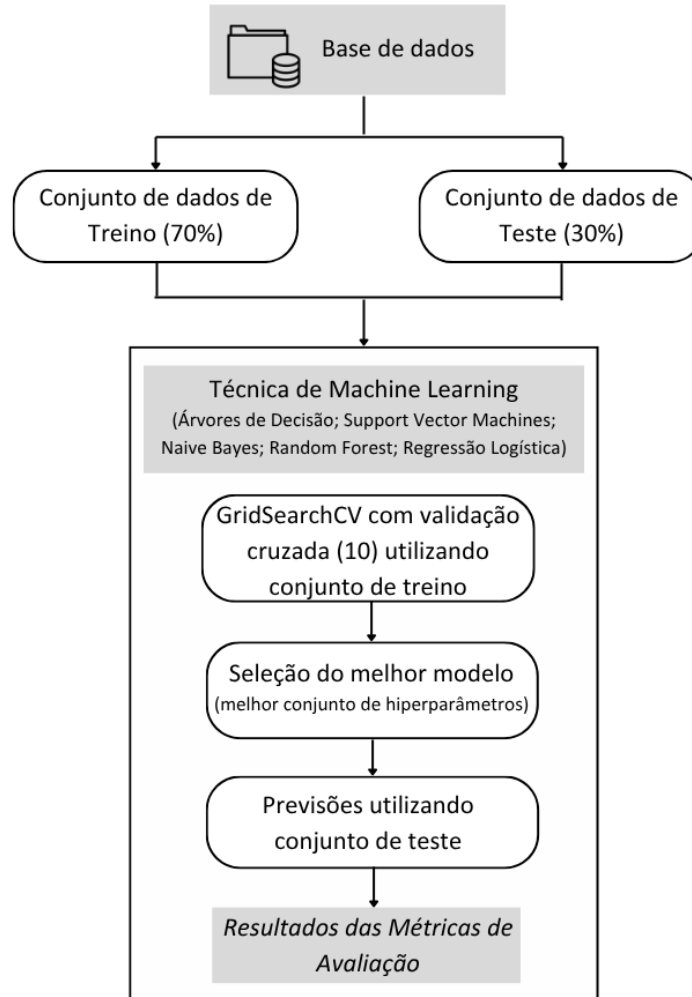 Base de dados
Conjunto de dados de
Treino (70%)
Conjunto de dados de
Teste (30%)
Técnica de Machine Learning
(Árvores de Decisão; Support Vector Machines;
Naive Bayes; Random Forest; Regressão Logística)
GridSearchCV com validação
cruzada (10) utilizando
conjunto de treino
Seleção do melhor modelo
(melhor conjunto de hiperparâmetros)
Previsões utilizando
conjunto de teste
Resultados das Métricas de
Avaliação